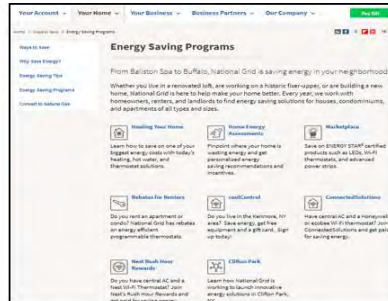 Your Account
Your Home
Your Business
Business Partners
Our Company
Pay Bill
Energy Saving Programs
Ways to Save
Why Save Energy?
Energy Saving Tips
Energy Saving Programs
Convert to Natural Gas
Energy Saving Programs
From Ballston Spa to Buffalo, National Grid is saving energy in your neighborhood
Whether you live in a renovated loft, are working on a historic fixer-upper, or are building a new
home, National Grid is here to help make your home better. Every year, we work with
homeowners, renters, and landlords to find energy saving solutions for houses, condominiums,
and apartments of all types and sizes.
Heating Your Home
Learn how to save on one of your
biggest energy costs with today's
heating, hot water, and
thermostat solutions.
Home Energy
Assessments
Pinpoint where your home is
wasting energy and get
personalized energy
saving recommendations and
incentives.
Marketplace
Save on ENERGY STAR® certified
products such as LEDs, Wi-Fi
thermostats, and advanced
power strips.
Rebates for Renters
Do you rent an apartment or
condo? National Grid has rebates
on energy efficient
programmable thermostats.
coolControl
Do you live in the Kenmore, NY
area? Save energy, get free
equipment and a gift card. Sign
up today!
ConnectedSolutions
Have central AC and a Honeywell
or ecobee Wi-Fi thermostat? Join
ConnectedSolutions and get paid
for saving energy.
Nest Rush Hour
Rewards
Do you have central AC and a
Nest Wi-Fi Thermostat? Join
Nest's Rush Hour Rewards and
Clifton Park
Learn how National Grid is
working to launch innovative
energy solutions in Clifton Park,